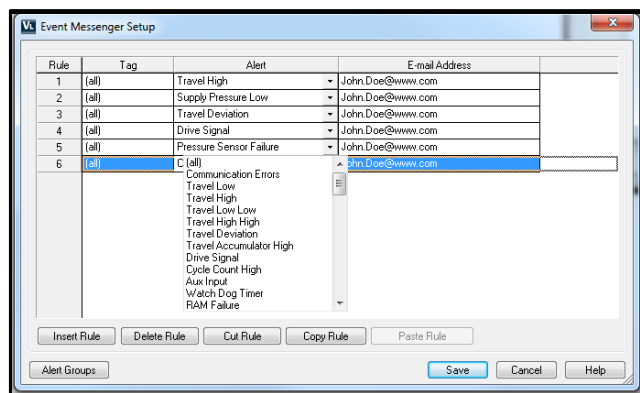 VL Event Messenger Setup
Rule Tag Alert E-mail Address
1 (all) Travel High John.Doe@www.com
2 (all) Supply Pressure Low John.Doe@www.com
3 (all) Travel Deviation John.Doe@www.com
4 (all) Drive Signal John.Doe@www.com
5 (all) Pressure Sensor Failure John.Doe@www.com
6 (all) C John.Doe@www.com
(all)
Communication Errors
Travel Low
Travel High
Travel Low Low
Travel High High
Travel Deviation
Travel Accumulator High
Drive Signal
Cycle Count High
Aux Input
Watch Dog Timer
RAM Failure
Insert Rule Delete Rule Cut Rule Copy Rule Paste Rule
Alert Groups Save Cancel Help